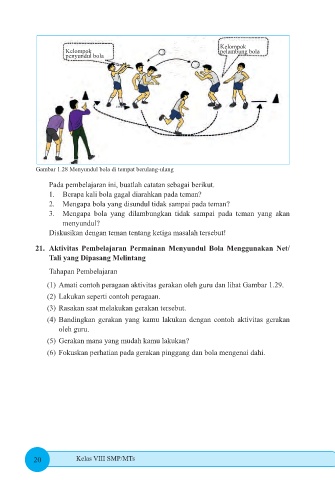 Kelompok
penyundul bola
Kelompok
pelambung bola
Gambar 1.28 Menyundul bola di tempat berulang-ulang
Pada pembelajaran ini, buatlah catatan sebagai berikut.
1. Berapa kali bola gagal diarahkan pada teman?
2. Mengapa bola yang disundul tidak sampai pada teman?
3. Mengapa bola yang dilambungkan tidak sampai pada teman yang akan
menyundul?
Diskusikan dengan teman tentang ketiga masalah tersebut!
21. Aktivitas Pembelajaran Permainan Menyundul Bola Menggunakan Net/
Tali yang Dipasang Melintang
Tahapan Pembelajaran
(1) Amati contoh peragaan aktivitas gerakan oleh guru dan lihat Gambar 1.29.
(2) Lakukan seperti contoh peragaan.
(3) Rasakan saat melakukan gerakan tersebut.
(4) Bandingkan gerakan yang kamu lakukan dengan contoh aktivitas gerakan
oleh guru.
(5) Gerakan mana yang mudah kamu lakukan?
(6) Fokuskan perhatian pada gerakan pinggang dan bola mengenai dahi.
20 Kelas VIII SMP/MTs